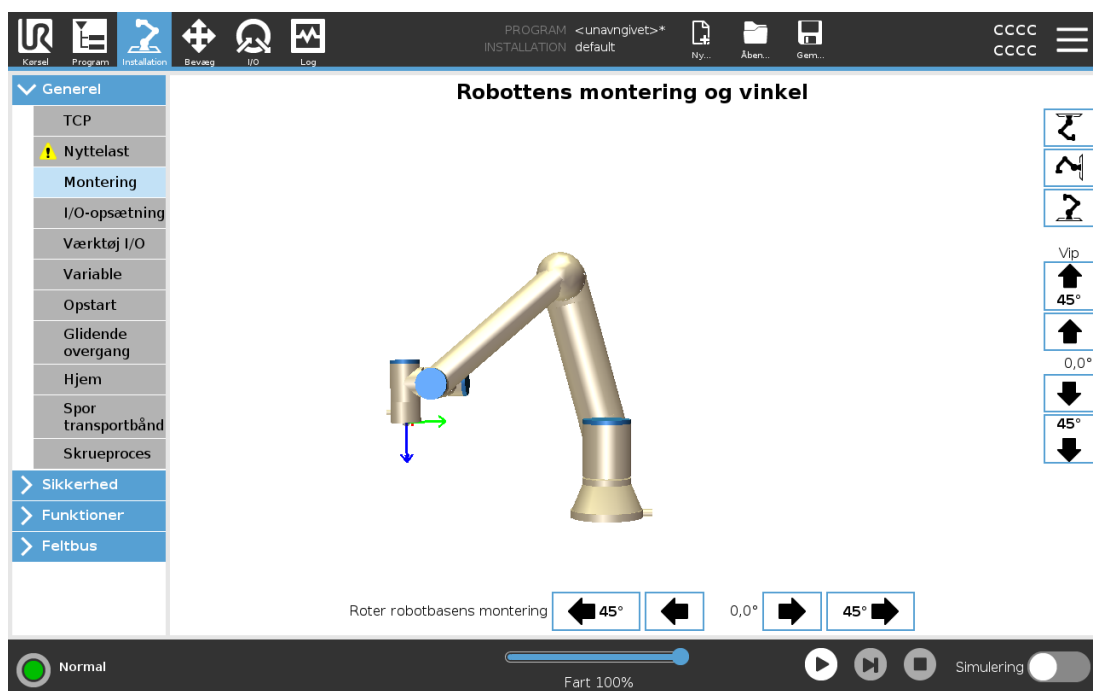 UR
Kørsel
Program
Installation
Bevæg
I/O
Log
PROGRAM <unavngivet>*
INSTALLATION default
Ny...
Åben...
Gem...
CCCC
CCCC
Generel
TCP
Nyttelast
Montering
I/O-opsætning
Værktøj I/O
Variable
Opstart
Glidende
overgang
Hjem
Spor
transportbånd
Skrueproces
Sikkerhed
Funktioner
Feltbus
Robottens montering og vinkel
Vip
45°
0,0°
45°
Roter robotbasens montering 45° 0,0° 45°
Normal
Fart 100%
Simulering